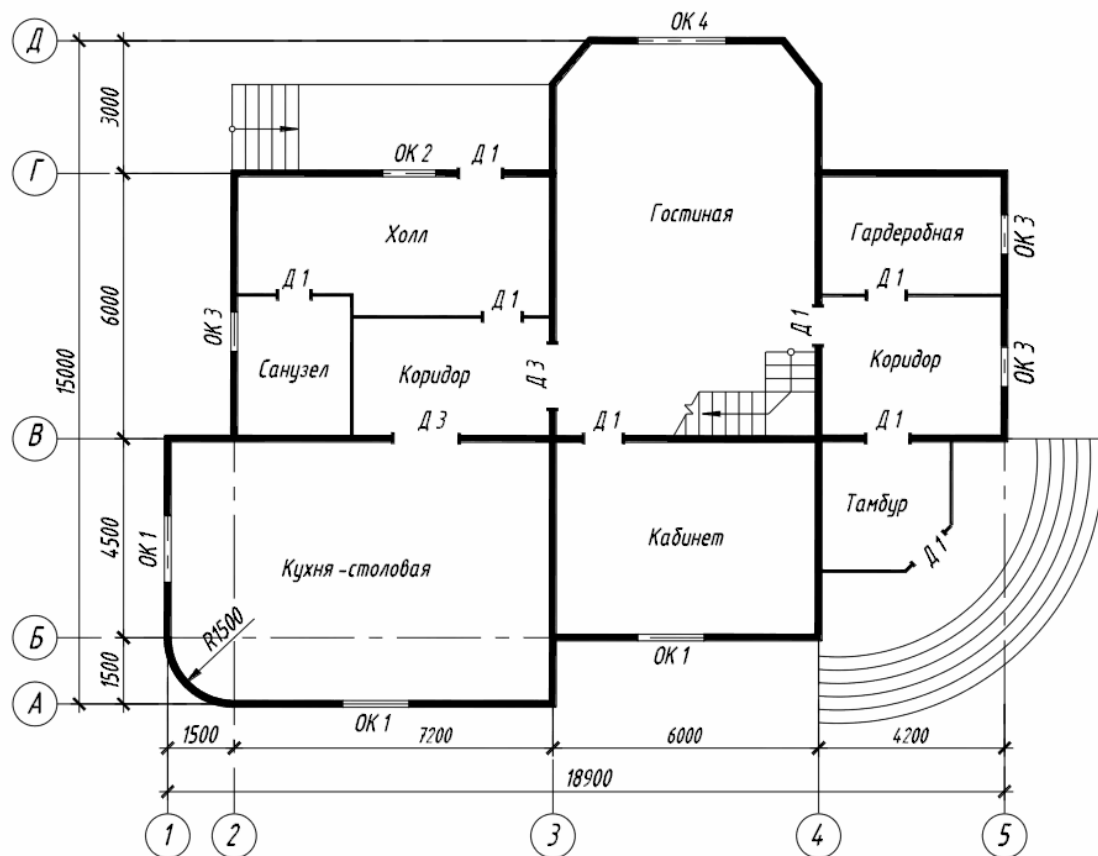 ОК 4
Д
3000
Г
ОК 2
Д 1
Холл
Гостиная
Гардеробная
ОК 3
Д 1
Д 1
Д 1
6000
15000
ОК 3
Санузел
Коридор
Д 3
Д 1
Коридор
ОК 3
В
Д 3
Д 1
Д 1
Тамбур
Кабинет
4500
ОК 1
Кухня – столовая
Д 1
R1500
Б
ОК 1
1500
А
ОК 1
1500
7200
6000
4200
18900
1
2
3
4
5